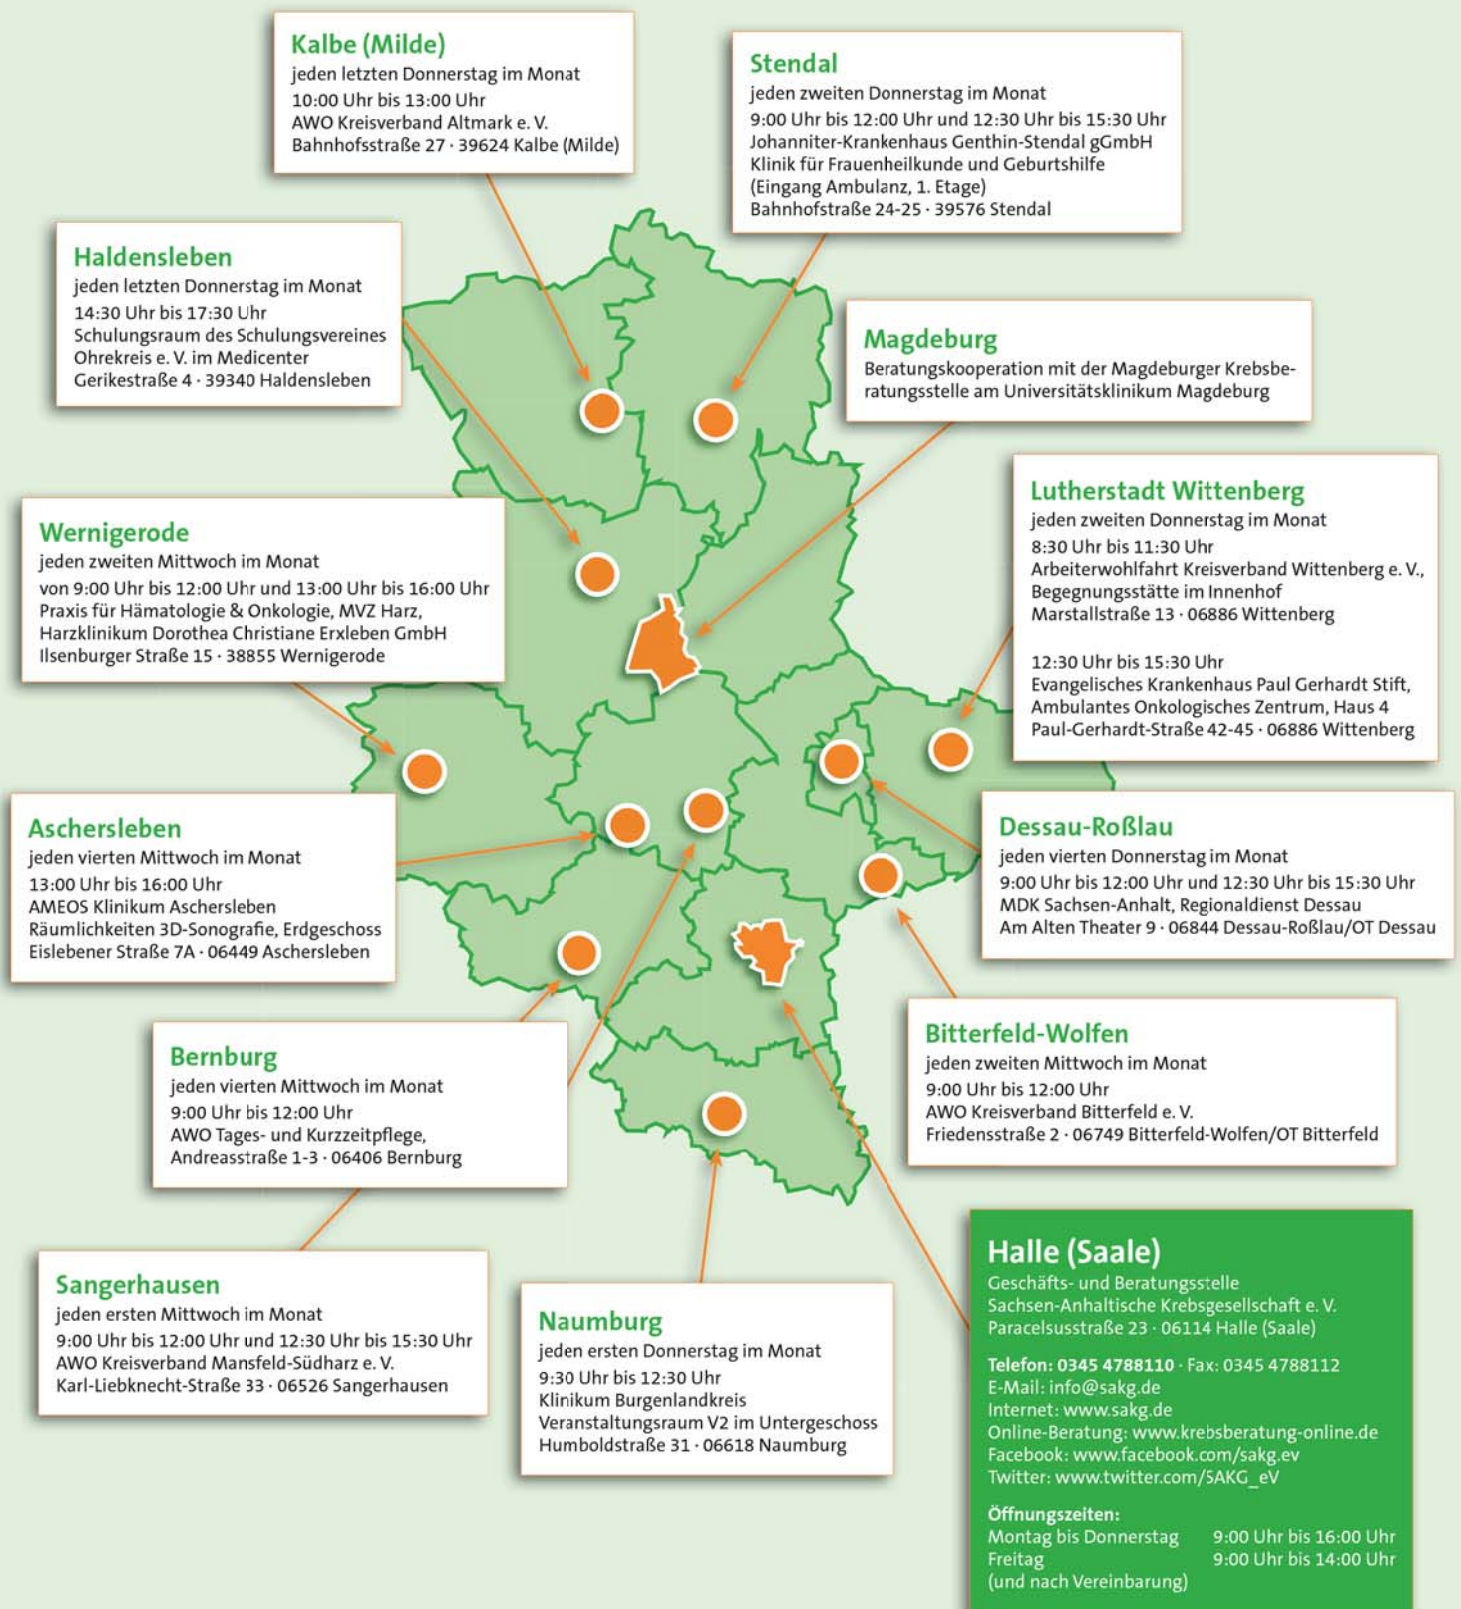 Kalbe (Milde)
jeden letzten Donnerstag im Monat
10:00 Uhr bis 13:00 Uhr
AWO Kreisverband Altmark e. V.
Bahnhofsstraße 27 · 39624 Kalbe (Milde)
Stendal
jeden zweiten Donnerstag im Monat
9:00 Uhr bis 12:00 Uhr und 12:30 Uhr bis 15:30 Uhr
Johanniter-Krankenhaus Genthin-Stendal gGmbH
Klinik für Frauenheilkunde und Geburtshilfe
(Eingang Ambulanz, 1. Etage)
Bahnhofstraße 24-25 · 39576 Stendal
Haldensleben
jeden letzten Donnerstag im Monat
14:30 Uhr bis 17:30 Uhr
Schulungsraum des Schulungsvereines
Ohrekreis e. V. im Medicenter
Gerikestraße 4 · 39340 Haldensleben
Magdeburg
Beratungskooperation mit der Magdeburger Krebsbe-
ratungsstelle am Universitätsklinikum Magdeburg
Wernigerode
jeden zweiten Mittwoch im Monat
von 9:00 Uhr bis 12:00 Uhr und 13:00 Uhr bis 16:00 Uhr
Praxis für Hämatologie & Onkologie, MVZ Harz,
Harzklinikum Dorothea Christiane Erxleben GmbH
Ilsenburger Straße 15 · 38855 Wernigerode
Lutherstadt Wittenberg
jeden zweiten Donnerstag im Monat
8:30 Uhr bis 11:30 Uhr
Arbeiterwohlfahrt Kreisverband Wittenberg e. V.,
Begegnungsstätte im Innenhof
Marstallstraße 13 · 06886 Wittenberg
12:30 Uhr bis 15:30 Uhr
Evangelisches Krankenhaus Paul Gerhardt Stift,
Ambulantes Onkologisches Zentrum, Haus 4
Paul-Gerhardt-Straße 42-45 · 06886 Wittenberg
Aschersleben
jeden vierten Mittwoch im Monat
13:00 Uhr bis 16:00 Uhr
AMEOS Klinikum Aschersleben
Räumlichkeiten 3D-Sonografie, Erdgeschoss
Eislebener Straße 7A · 06449 Aschersleben
Dessau-Roßlau
jeden vierten Donnerstag im Monat
9:00 Uhr bis 12:00 Uhr und 12:30 Uhr bis 15:30 Uhr
MDK Sachsen-Anhalt, Regionaldienst Dessau
Am Alten Theater 9 · 06844 Dessau-Roßlau/OT Dessau
Bernburg
jeden vierten Mittwoch im Monat
9:00 Uhr bis 12:00 Uhr
AWO Tages- und Kurzzeitpflege,
Andreasstraße 1-3 · 06406 Bernburg
Bitterfeld-Wolfen
jeden zweiten Mittwoch im Monat
9:00 Uhr bis 12:00 Uhr
AWO Kreisverband Bitterfeld e. V.
Friedensstraße 2 · 06749 Bitterfeld-Wolfen/OT Bitterfeld
Sangerhausen
jeden ersten Mittwoch im Monat
9:00 Uhr bis 12:00 Uhr und 12:30 Uhr bis 15:30 Uhr
AWO Kreisverband Mansfeld-Südharz e. V.
Karl-Liebknecht-Straße 33 · 06526 Sangerhausen
Naumburg
jeden ersten Donnerstag im Monat
9:30 Uhr bis 12:30 Uhr
Klinikum Burgenlandkreis
Veranstaltungsraum V2 im Untergeschoss
Humboldstraße 31 · 06618 Naumburg
Halle (Saale)
Geschäfts- und Beratungsstelle
Sachsen-Anhaltische Krebsgesellschaft e. V.
Paracelsusstraße 23 · 06114 Halle (Saale)
Telefon: 0345 4788110 · Fax: 0345 4788112
E-Mail: info@sakg.de
Internet: www.sakg.de
Online-Beratung: www.krebsberatung-online.de
Facebook: www.facebook.com/sakg.ev
Twitter: www.twitter.com/SAKG_eV
Öffnungszeiten:
Montag bis Donnerstag 9:00 Uhr bis 16:00 Uhr
Freitag 9:00 Uhr bis 14:00 Uhr
(und nach Vereinbarung)